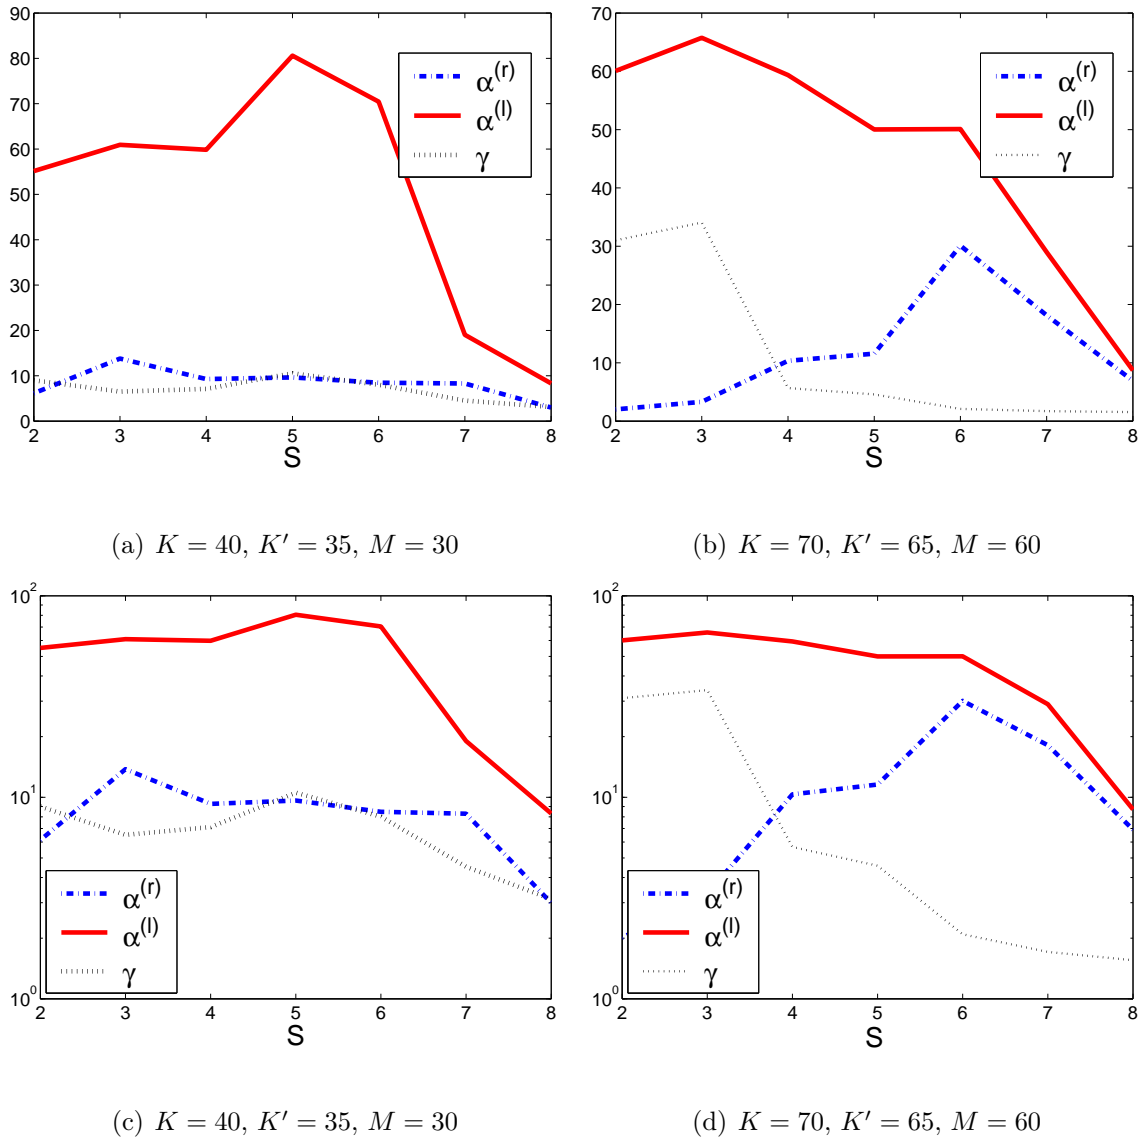 90
80
70
60
50
40
30
20
10
0
2 3 4 5 6 7 8
S
α(r)
α(l)
γ
(a) K = 40, K′ = 35, M = 30
70
60
50
40
30
20
10
0
2 3 4 5 6 7 8
S
α(r)
α(l)
γ
(b) K = 70, K′ = 65, M = 60
10^2
10^1
10^0
2 3 4 5 6 7 8
S
α(r)
α(l)
γ
(c) K = 40, K′ = 35, M = 30
10^2
10^1
10^0
2 3 4 5 6 7 8
S
α(r)
α(l)
γ
(d) K = 70, K′ = 65, M = 60